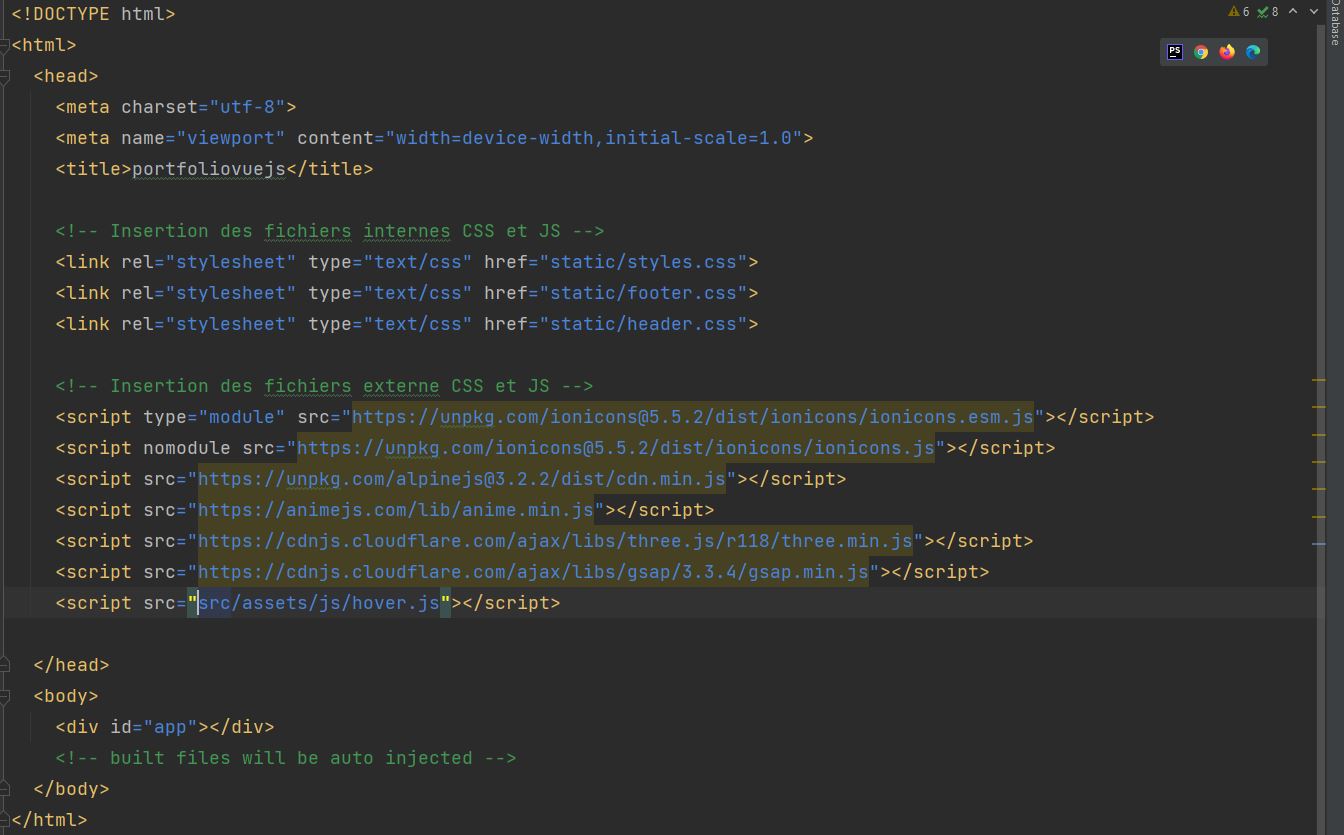 <!DOCTYPE html>
6 8
Database
<html>
PS
<head>
<meta charset="utf-8">
<meta name="viewport" content="width=device-width,initial-scale=1.0">
<title>portfoliovuejs</title>
<!-- Insertion des fichiers internes CSS et JS -->
<link rel="stylesheet" type="text/css" href="static/styles.css">
<link rel="stylesheet" type="text/css" href="static/footer.css">
<link rel="stylesheet" type="text/css" href="static/header.css">
<!-- Insertion des fichiers externe CSS et JS -->
<script type="module" src="https://unpkg.com/ionicons@5.5.2/dist/ionicons/ionicons.esm.js"></script>
<script nomodule src="https://unpkg.com/ionicons@5.5.2/dist/ionicons/ionicons.js"></script>
<script src="https://unpkg.com/alpinejs@3.2.2/dist/cdn.min.js"></script>
<script src="https://animejs.com/lib/anime.min.js"></script>
<script src="https://cdnjs.cloudflare.com/ajax/libs/three.js/r118/three.min.js"></script>
<script src="https://cdnjs.cloudflare.com/ajax/libs/gsap/3.3.4/gsap.min.js"></script>
<script src="src/assets/js/hover.js"></script>
</head>
<body>
<div id="app"></div>
<!-- built files will be auto injected -->
</body>
</html>